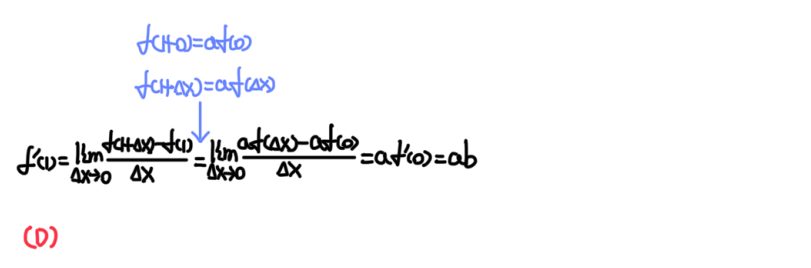 f(1+0)=af(0)
f(1+Δx)=af(Δx)
f'(1)=lim Δx→0 f(1+Δx)-f(1)/Δx = lim Δx→0 af(Δx)-af(0)/Δx =af'(0)=ab
(D)